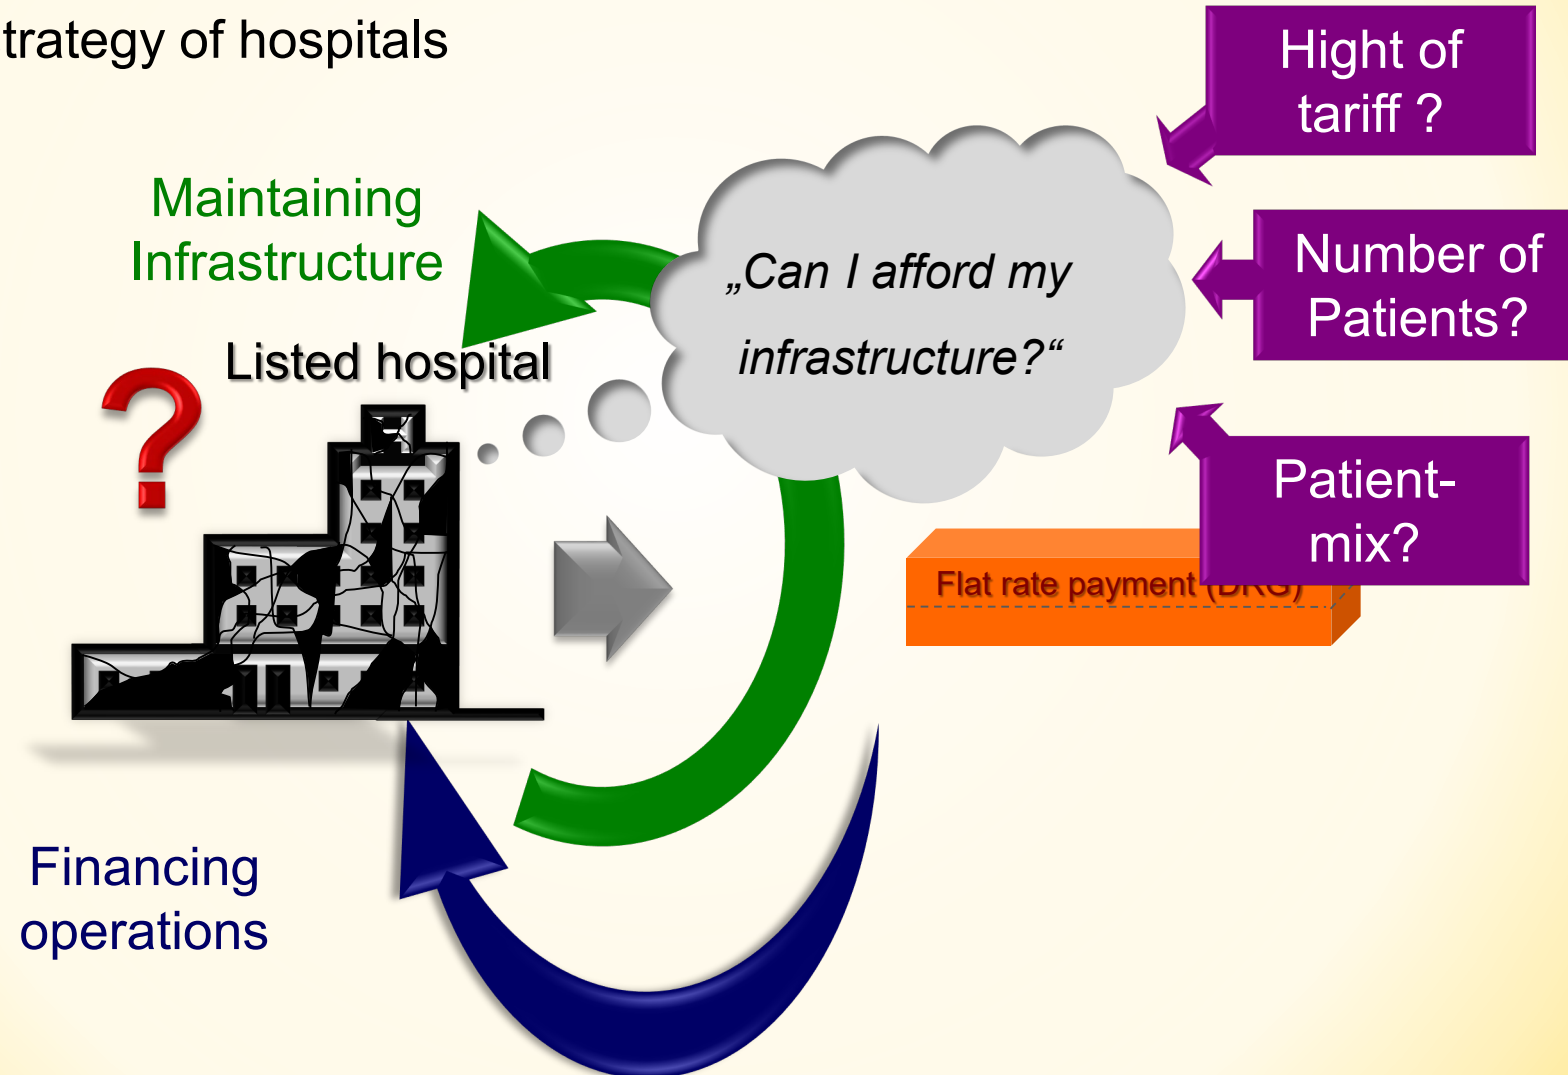 trategy of hospitals
Hight of
tariff ?
Maintaining
Infrastructure
„Can I afford my
infrastructure?“
Number of
Patients?
Listed hospital
?
Patient-
mix?
Flat rate payment (DRG)
Financing
operations